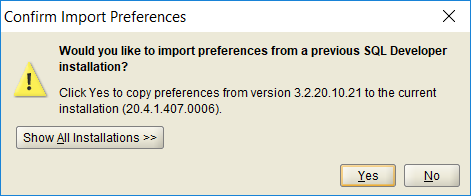 Confirm Import Preferences
Would you like to import preferences from a previous SQL Developer
installation?
Click Yes to copy preferences from version 3.2.20.10.21 to the current
installation (20.4.1.407.0006).
Show All Installations >>
Yes
No